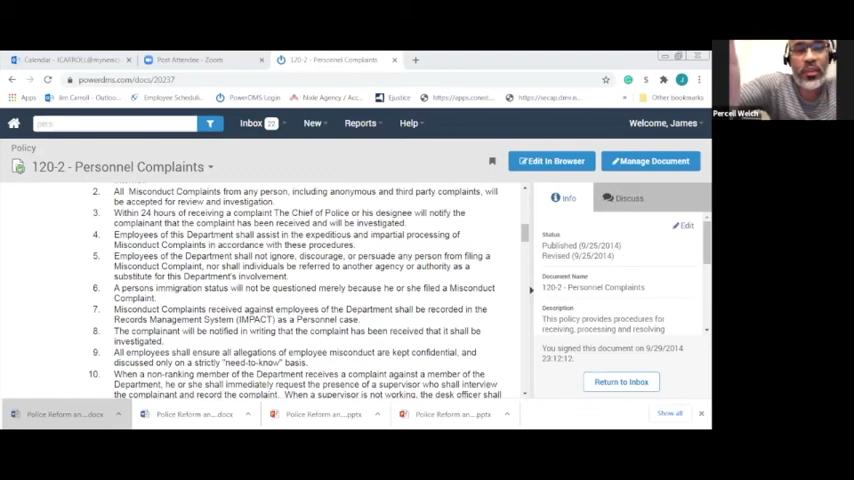 Calendar - JCARROLL@mynewc
Post Attendee - Zoom
120-2 - Personnel Complaints
powerdms.com/docs/20237
Apps
Jim Carroll - Outloo...
Employee Scheduli...
PowerDMS Login
Nixle Agency / Acc...
Ejustice
https://apps.const...
https://secap.dmv.n...
Other bookmarks
Inbox 22
New
Reports
Help
Welcome, James
Policy
120-2 - Personnel Complaints
Edit In Browser
Manage Document
2. All Misconduct Complaints from any person, including anonymous and third party complaints, will
be accepted for review and investigation.
3. Within 24 hours of receiving a complaint The Chief of Police or his designee will notify the
complainant that the complaint has been received and will be investigated.
4. Employees of this Department shall assist in the expeditious and impartial processing of
Misconduct Complaints in accordance with these procedures.
5. Employees of the Department shall not ignore, discourage, or persuade any person from filing a
Misconduct Complaint, nor shall individuals be referred to another agency or authority as a
substitute for this Department's involvement.
6. A persons immigration status will not be questioned merely because he or she filed a Misconduct
Complaint.
7. Misconduct Complaints received against employees of the Department shall be recorded in the
Records Management System (IMPACT) as a Personnel case.
8. The complainant will be notified in writing that the complaint has been received that it shall be
investigated.
9. All employees shall ensure all allegations of employee misconduct are kept confidential, and
discussed only on a strictly "need-to-know" basis.
10. When a non-ranking member of the Department receives a complaint against a member of the
Department, he or she shall immediately request the presence of a supervisor who shall interview
the complainant and record the complaint. When a supervisor is not working, the desk officer shall
Info
Discuss
Edit
Status
Published (9/25/2014)
Revised (9/25/2014)
Document Name
120-2 - Personnel Complaints
Description
This policy provides procedures for
receiving, processing and resolving
You signed this document on 9/29/2014
23:12:12.
Return to Inbox
Police Reform an....docx
Police Reform an....docx
Police Reform an....pptx
Police Reform an....pptx
Show all
Percell Welch